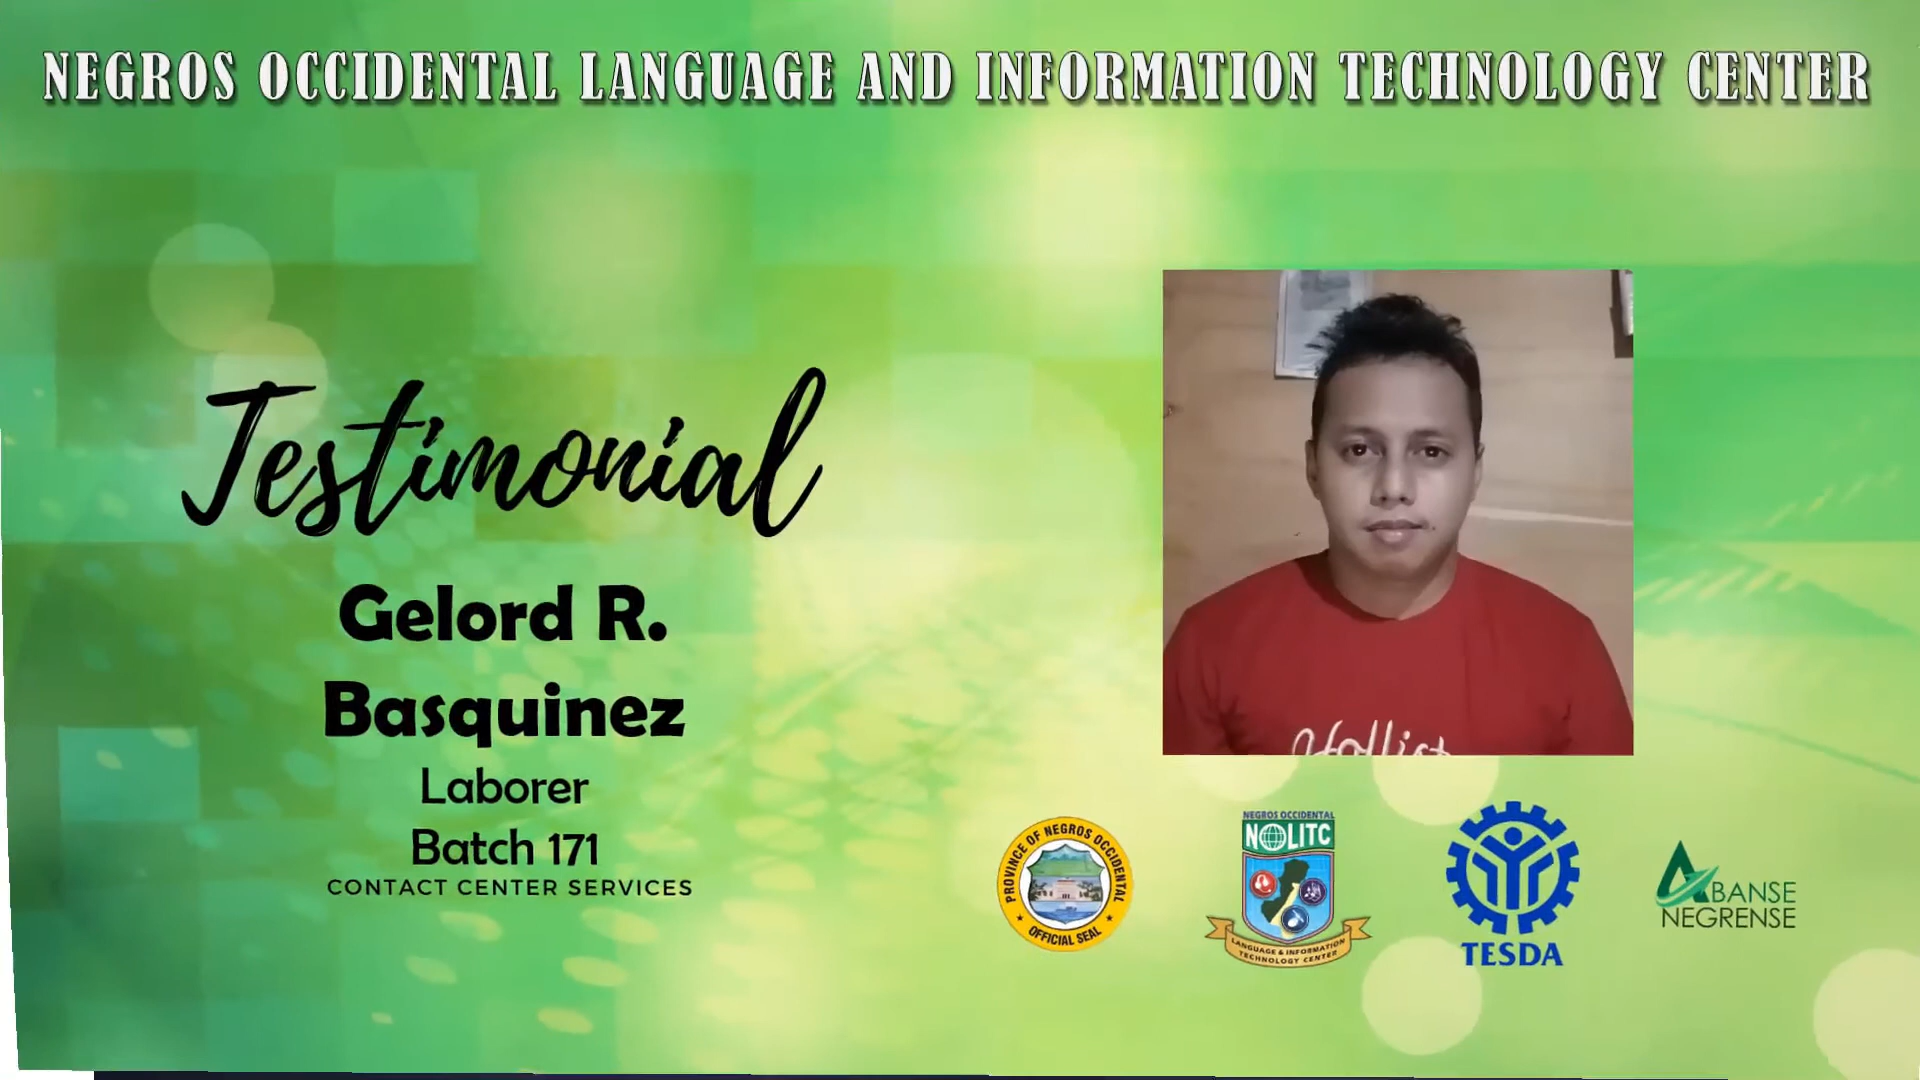 NEGROS OCCIDENTAL LANGUAGE AND INFORMATION TECHNOLOGY CENTER
Testimonial
Gelord R.
Basquinez
Laborer
Batch 171
CONTACT CENTER SERVICES
PROVINCE OF NEGROS OCCIDENTAL
OFFICIAL SEAL
NEGROS OCCIDENTAL
NOLITC
LANGUAGE & INFORMATION
TECHNOLOGY CENTER
TESDA
ABANSE
NEGRENSE